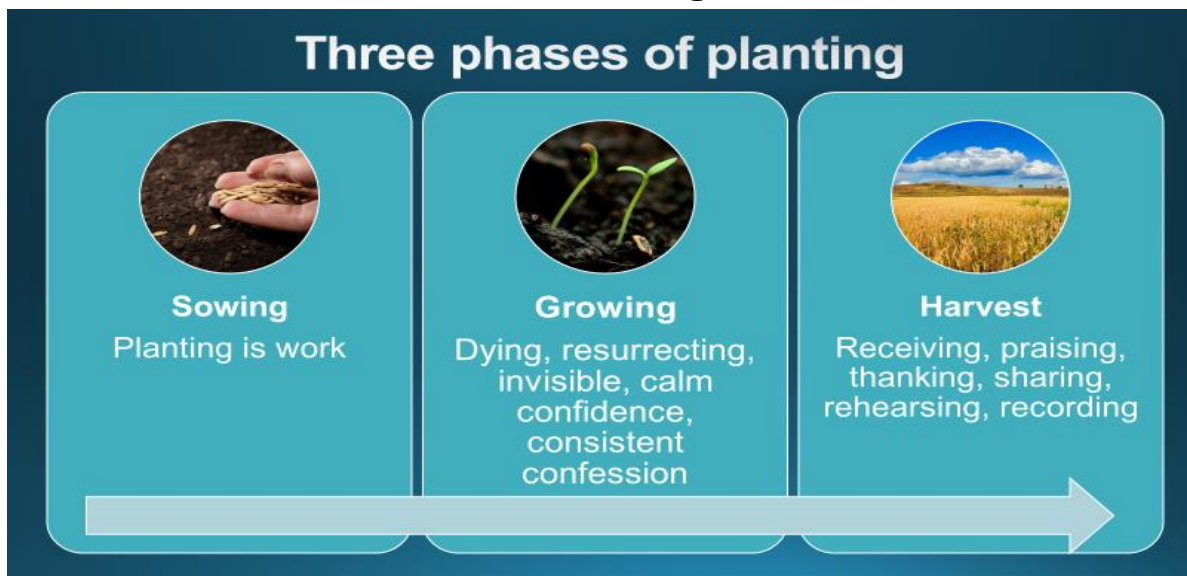 Three phases of planting
Sowing
Planting is work
Growing
Dying, resurrecting,
invisible, calm
confidence,
consistent
confession
Harvest
Receiving, praising,
thanking, sharing,
rehearsing, recording